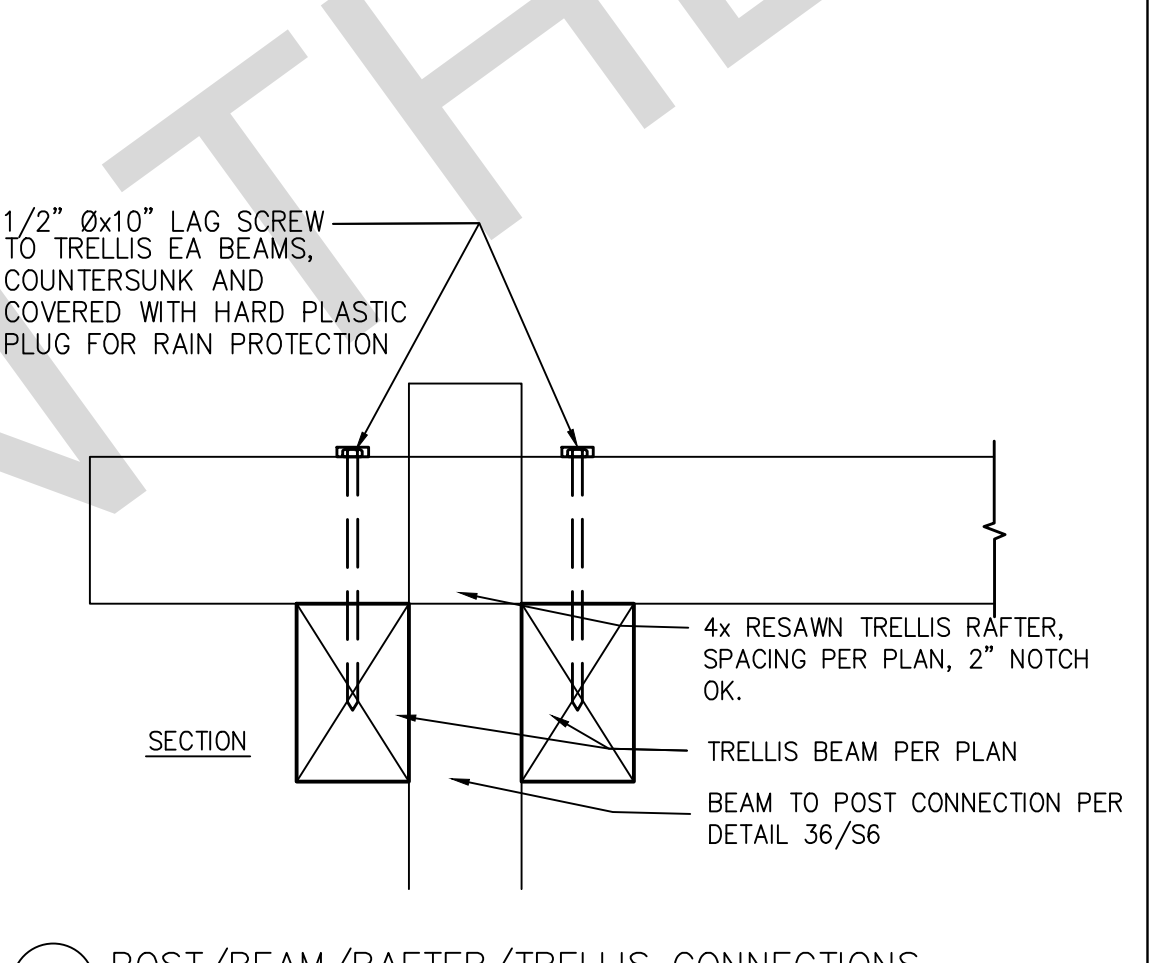 1/2" Øx10" LAG SCREW
TO TRELLIS EA BEAMS,
COUNTERSUNK AND
COVERED WITH HARD PLASTIC
PLUG FOR RAIN PROTECTION
4x RESAWN TRELLIS RAFTER,
SPACING PER PLAN, 2" NOTCH
OK.
SECTION
TRELLIS BEAM PER PLAN
BEAM TO POST CONNECTION PER
DETAIL 36/S6
POST/BEAM/RAFTER/TRELLIS CONNECTIONS